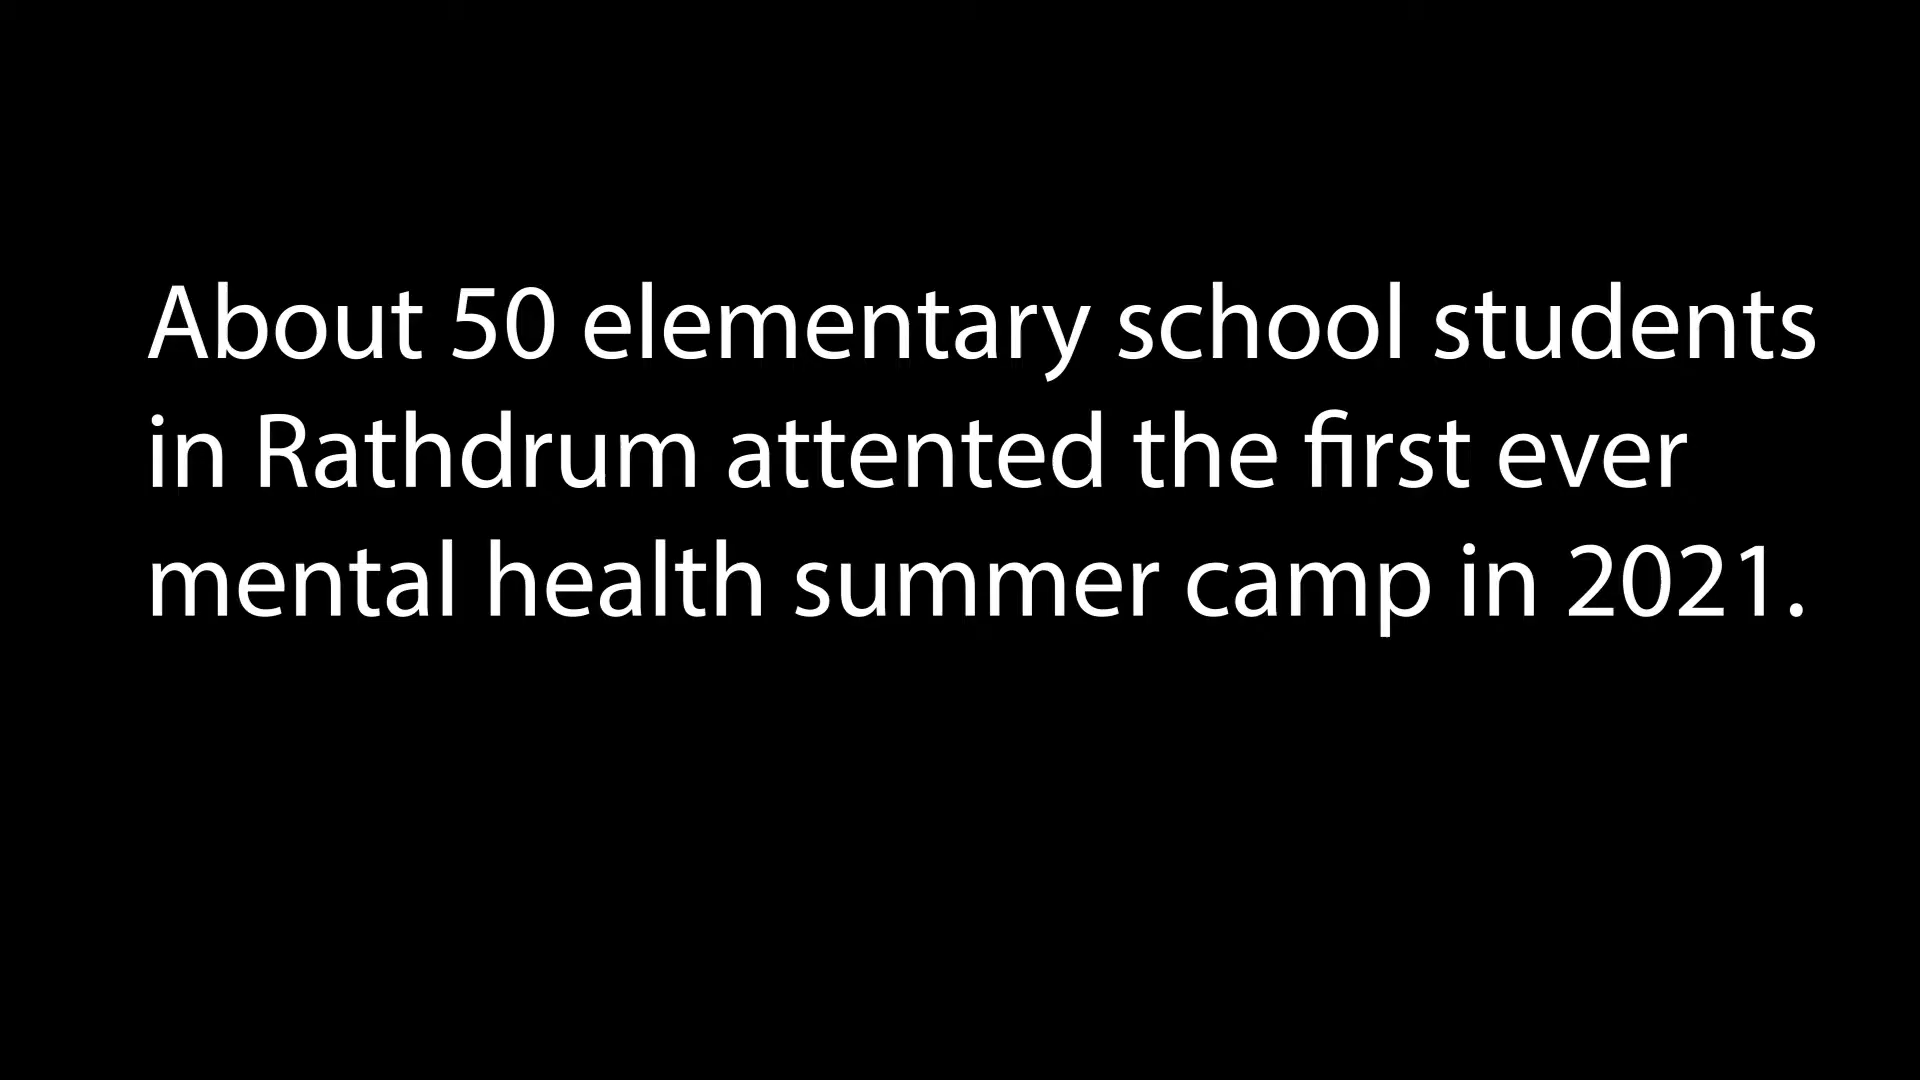 About 50 elementary school students
in Rathdrum attented the first ever
mental health summer camp in 2021.